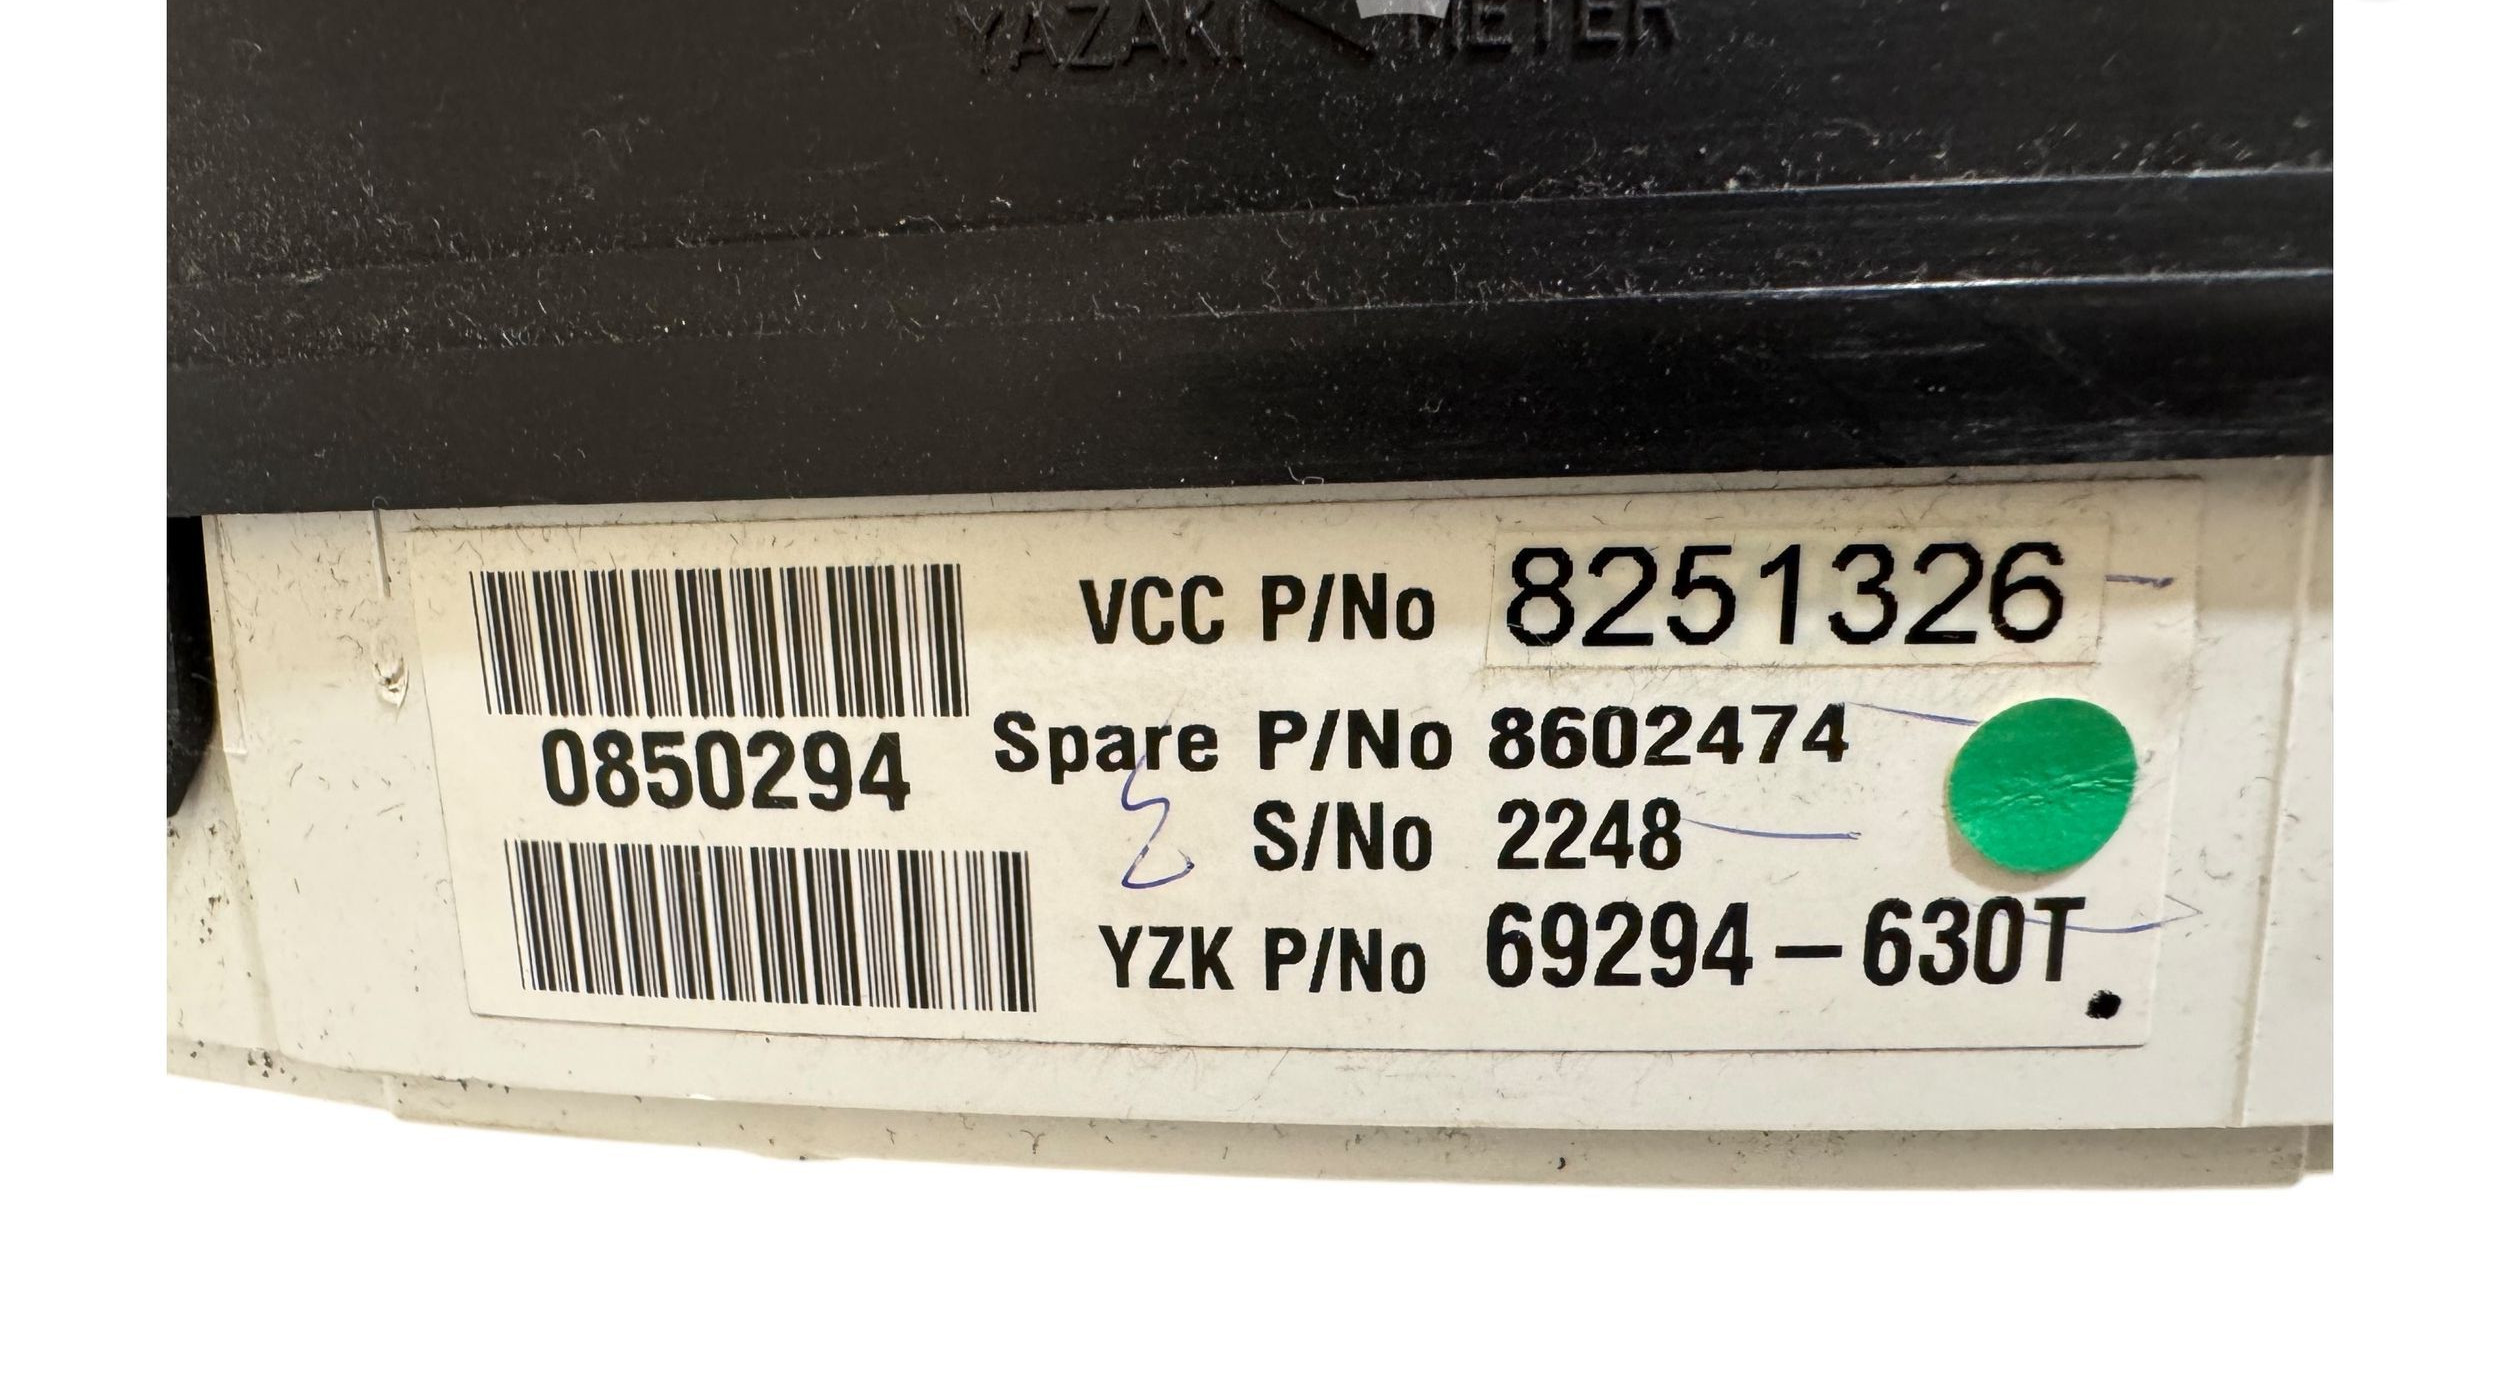 YAZAKI METER
VCC P/No 8251326
0850294
Spare P/No 8602474
S/No 2248
YZK P/No 69294-630T